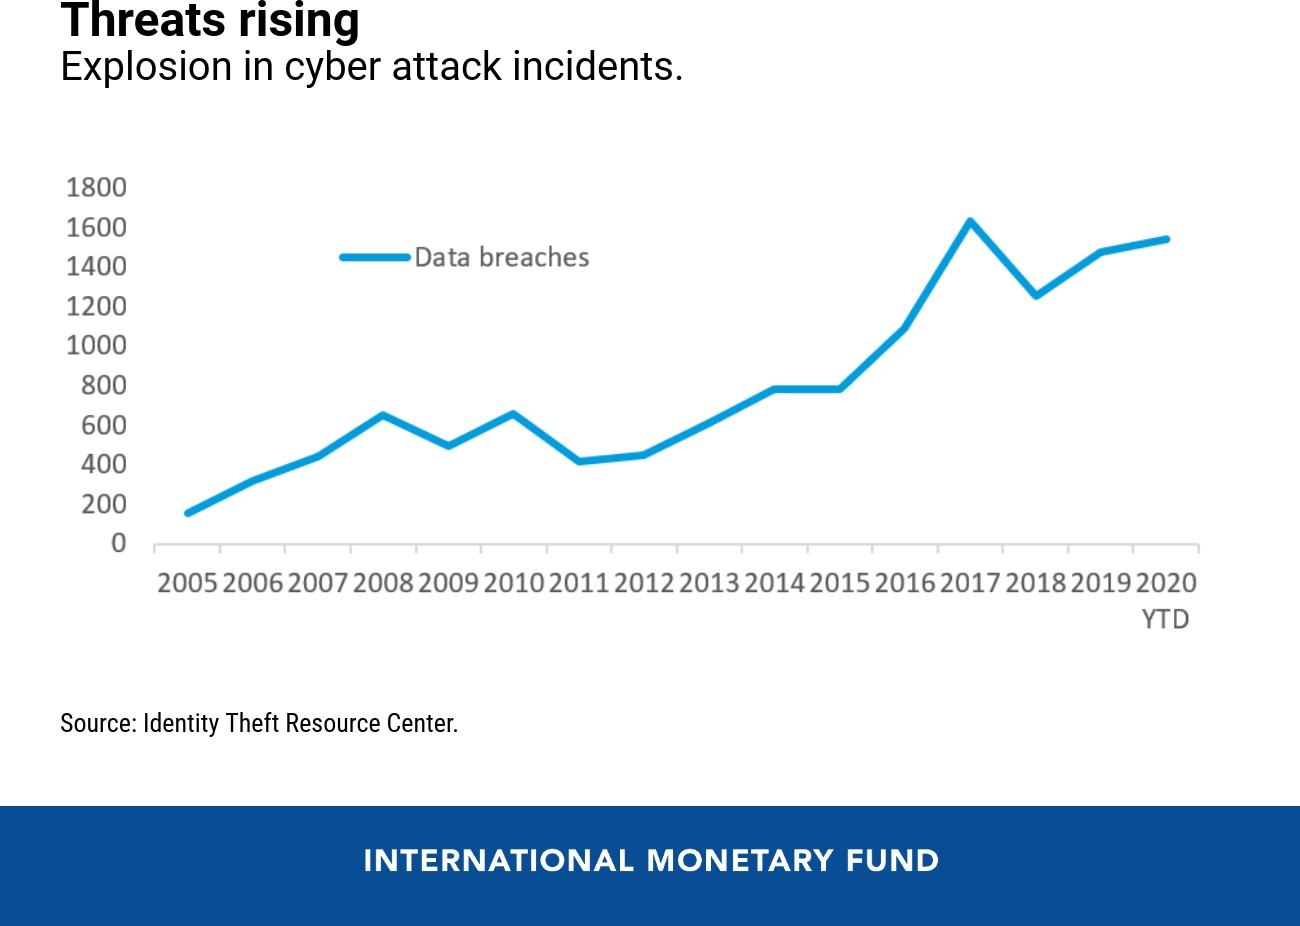 Threats rising
Explosion in cyber attack incidents.
1800
1600
1400
1200
1000
800
600
400
200
0
Data breaches
2005 2006 2007 2008 2009 2010 2011 2012 2013 2014 2015 2016 2017 2018 2019 2020
YTD
Source: Identity Theft Resource Center.
INTERNATIONAL MONETARY FUND